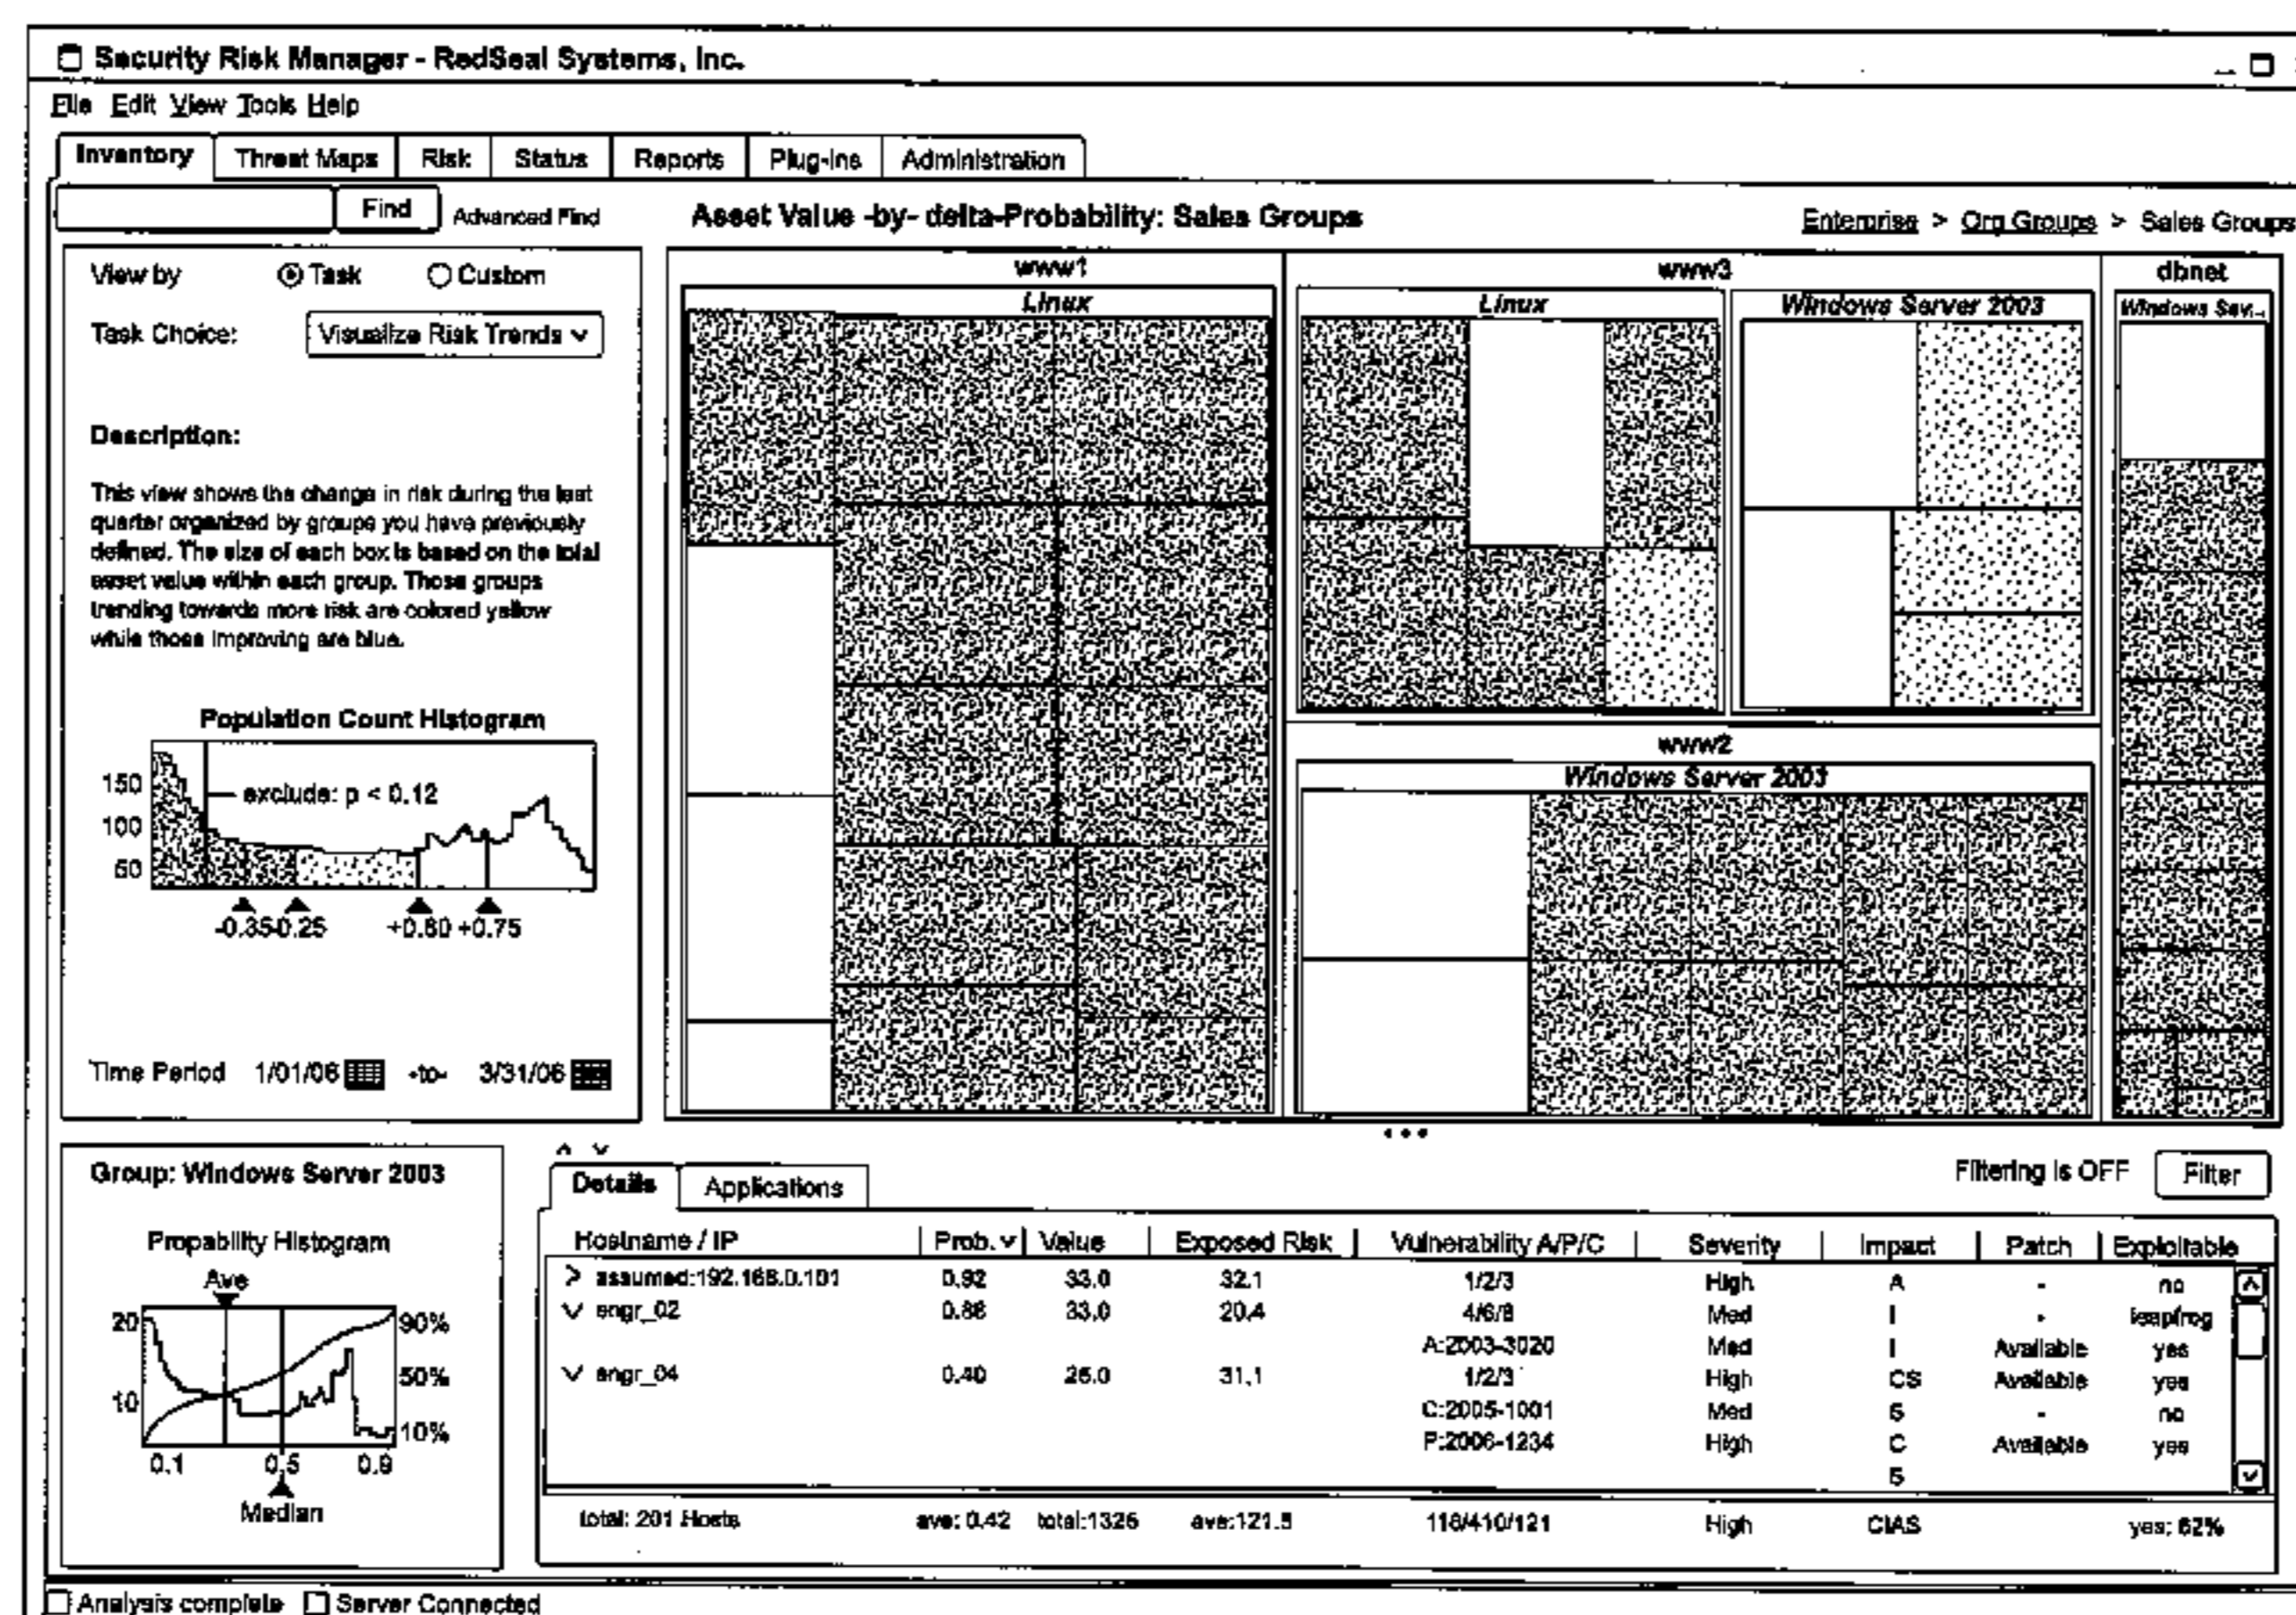 Security Risk Manager - RedSeal Systems, Inc.
File Edit View Tools Help
Inventory Threat Maps Risk Status Reports Plug-ins Administration
Find Advanced Find
Asset Value -by- delta-Probability: Sales Groups
Enterprise > Org Groups > Sales Groups
View by Task Custom
Task Choice: Visualize Risk Trends
Description:
This view shows the change in risk during the last
quarter organized by groups you have previously
defined. The size of each box is based on the total
asset value within each group. Those groups
trending towards more risk are colored yellow
while those improving are blue.
Population Count Histogram
150
100
50
exclude: p < 0.12
-0.35 -0.25 +0.60 +0.75
Time Period 1/01/06 -to- 3/31/06
www1
Linux
www3
Linux
Windows Server 2003
dbnet
Windows Serv...
www2
Windows Server 2003
Group: Windows Server 2003
Propability Histogram
Ave
20
10
90%
50%
10%
0.1 0.5 0.9
Median
Details Applications
Filtering is OFF Filter
Hostname / IP Prob. Value Exposed Risk Vulnerability A/P/C Severity Impact Patch Exploitable
> assumed:192.168.0.101 0.92 33.0 32.1 1/2/3 High A - no
engr_02 0.88 33.0 20.4 4/6/8 Med I - leapfrog
A:2003-3020 Med I Available yes
engr_04 0.40 25.0 31.1 1/2/3 High CS Available yes
C:2005-1001 Med S - no
P:2006-1234 High C Available yes
S
total: 201 Hosts ave: 0.42 total:1325 ave:121.5 118/410/121 High CIAS yes; 62%
Analysis complete Server Connected